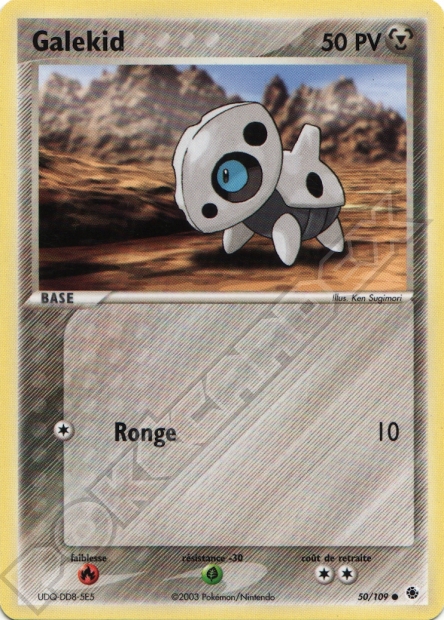 Galekid 50 PV
BASE
Illus. Ken Sugimori
Ronge 10
faiblesse résistance -30 coût de retraite
UDQ-DD8-5E5 ©2003 Pokémon/Nintendo 50/109